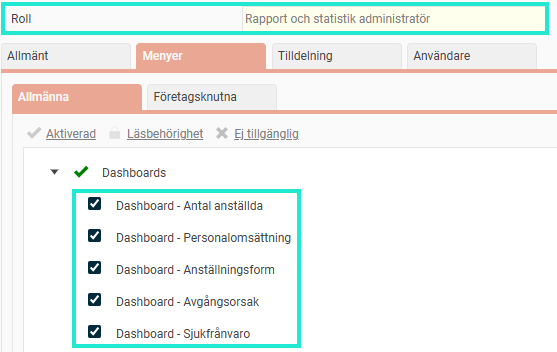 Roll Rapport och statistik administratör
Allmänt Menyer Tilldelning Användare
Allmänna Företagsknutna
Aktiverad Läsbehörighet Ej tillgänglig
Dashboards
Dashboard - Antal anställda
Dashboard - Personalomsättning
Dashboard - Anställningsform
Dashboard - Avgångsorsak
Dashboard - Sjukfrånvaro